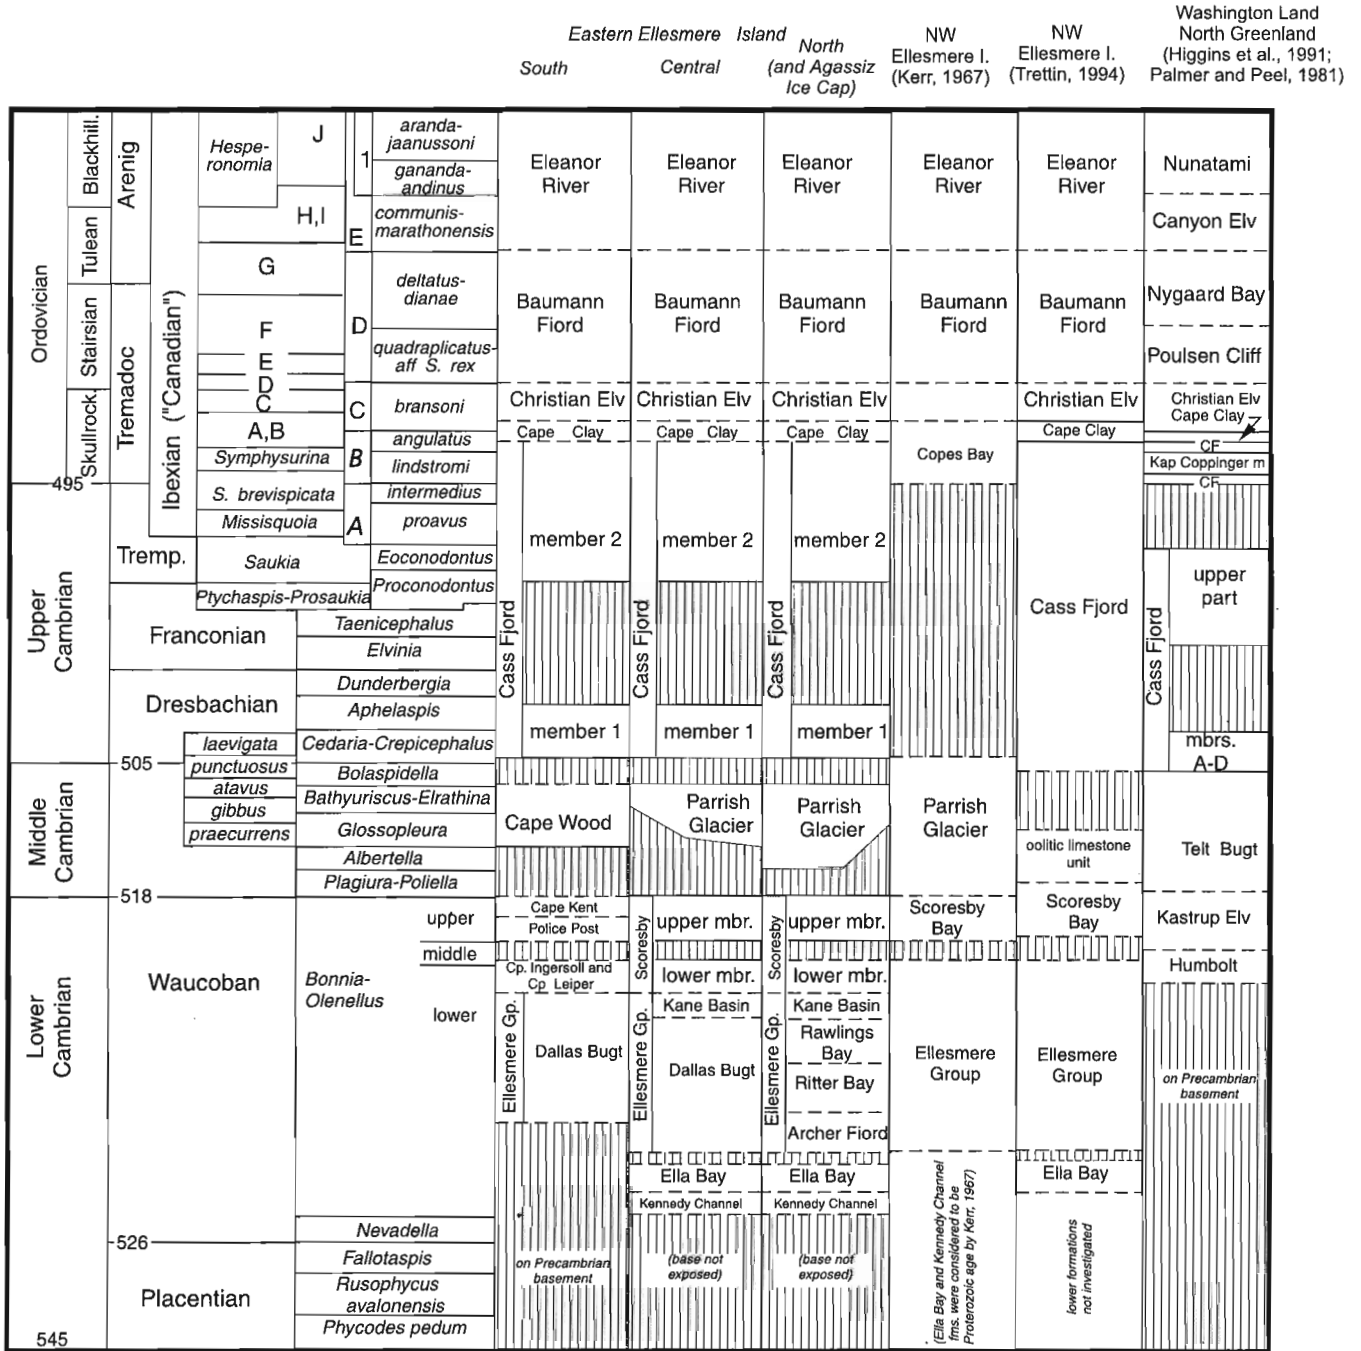 Eastern Ellesmere Island
South
Central
North
(and Agassiz
Ice Cap)
NW
Ellesmere I.
(Kerr, 1967)
NW
Ellesmere I.
(Trettin, 1994)
Washington Land
North Greenland
(Higgins et al., 1991;
Palmer and Peel, 1981)
Ordovician
Upper
Cambrian
Middle
Cambrian
Lower
Cambrian
495
505
518
526
545
Blackhill.
Tulean
Stairsian
Skullrock.
Arenig
Tremadoc
Tremp.
Franconian
Dresbachian
Waucoban
Placentian
Ibexian ("Canadian")
Hespe-
ronomia
J
H,I
G
F
E
D
C
A,B
Symphysurina
S. brevispicata
Missisquoia
Saukia
Ptychaspis-Prosaukia
1
E
D
C
B
A
aranda-
jaanussoni
gananda-
andinus
communis-
marathonensis
deltatus-
dianae
quadraplicatus-
aff S. rex
bransoni
angulatus
lindstromi
intermedius
proavus
Eoconodontus
Proconodontus
Taenicephalus
Elvinia
Dunderbergia
Aphelaspis
Cedaria-Crepicephalus
Bolaspidella
Bathyuriscus-Elrathina
Glossopleura
Albertella
Plagiura-Poliella
laevigata
punctuosus
atavus
gibbus
praecurrens
Bonnia-
Olenellus
upper
middle
lower
Nevadella
Fallotaspis
Rusophycus
avalonensis
Phycodes pedum
Eleanor
River
Baumann
Fiord
Christian Elv
Cape Clay
Cass Fjord
member 2
member 1
Cape Wood
Cape Kent
Police Post
Cp. Ingersoll and
Cp Leiper
Ellesmere Gp.
Dallas Bugt
on Precambrian
basement
Eleanor
River
Baumann
Fiord
Christian Elv
Cape Clay
Cass Fjord
member 2
member 1
Parrish
Glacier
Scoresby
upper mbr.
lower mbr.
Ellesmere Gp.
Kane Basin
Dallas Bugt
Ella Bay
Kennedy Channel
(base not
exposed)
Eleanor
River
Baumann
Fiord
Christian Elv
Cape Clay
Cass Fjord
member 2
member 1
Parrish
Glacier
Scoresby
upper mbr.
lower mbr.
Ellesmere Gp.
Kane Basin
Rawlings
Bay
Ritter Bay
Archer Fiord
Ella Bay
Kennedy Channel
(base not
exposed)
Eleanor
River
Baumann
Fiord
Copes Bay
Parrish
Glacier
Scoresby
Bay
Ellesmere
Group
(Ella Bay and Kennedy Channel
fms. were considered to be
Proterozoic age by Kerr, 1967)
Eleanor
River
Baumann
Fiord
Christian Elv
Cape Clay
Cass Fjord
oolitic limestone
unit
Scoresby
Bay
Ellesmere
Group
Ella Bay
lower formations
not investigated
Nunatami
Canyon Elv
Nygaard Bay
Poulsen Cliff
Christian Elv
Cape Clay
CF
Kap Coppinger m
CF
Cass Fjord
upper
part
mbrs.
A-D
Telt Bugt
Kastrup Elv
Humbolt
on Precambrian
basement